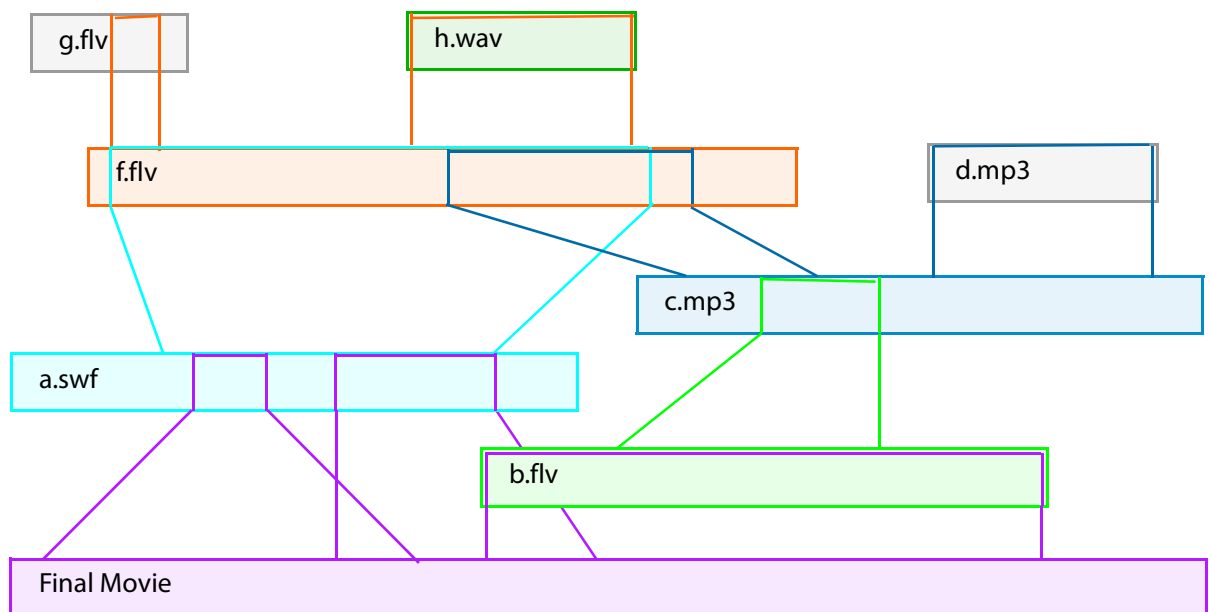 g.flv
h.wav
f.flv
d.mp3
c.mp3
a.swf
b.flv
Final Movie